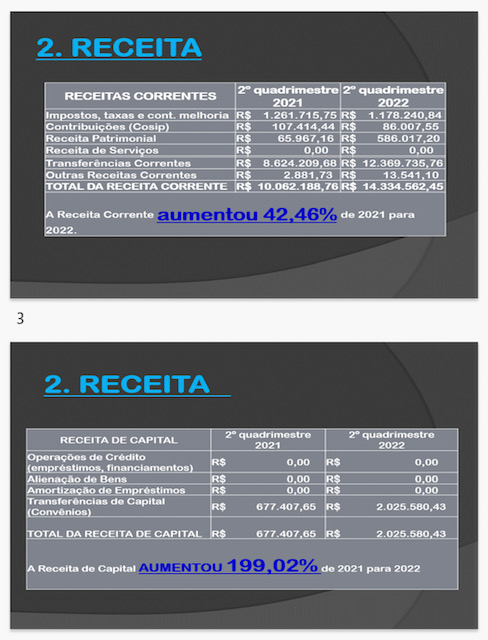 2. RECEITA
RECEITAS CORRENTES 2º quadrimestre 2021 2º quadrimestre 2022
Impostos, taxas e cont. melhoria R$ 1.261.715,75 R$ 1.178.240,84
Contribuições (Cosip) R$ 107.414,44 R$ 86.007,55
Receita Patrimonial R$ 65.967,16 R$ 586.017,20
Receita de Serviços R$ 0,00 R$ 0,00
Transferências Correntes R$ 8.624.209,68 R$ 12.369.735,76
Outras Receitas Correntes R$ 2.881,73 R$ 13.541,10
TOTAL DA RECEITA CORRENTE R$ 10.062.188,76 R$ 14.334.562,45
A Receita Corrente aumentou 42,46% de 2021 para
2022.
3
2. RECEITA
RECEITA DE CAPITAL 2º quadrimestre 2021 2º quadrimestre 2022
Operações de Crédito
(empréstimos, financiamentos) R$ 0,00 R$ 0,00
Alienação de Bens R$ 0,00 R$ 0,00
Amortização de Empréstimos R$ 0,00 R$ 0,00
Transferências de Capital
(Convênios) R$ 677.407,65 R$ 2.025.580,43
TOTAL DA RECEITA DE CAPITAL R$ 677.407,65 R$ 2.025.580,43
A Receita de Capital AUMENTOU 199,02% de 2021 para 2022